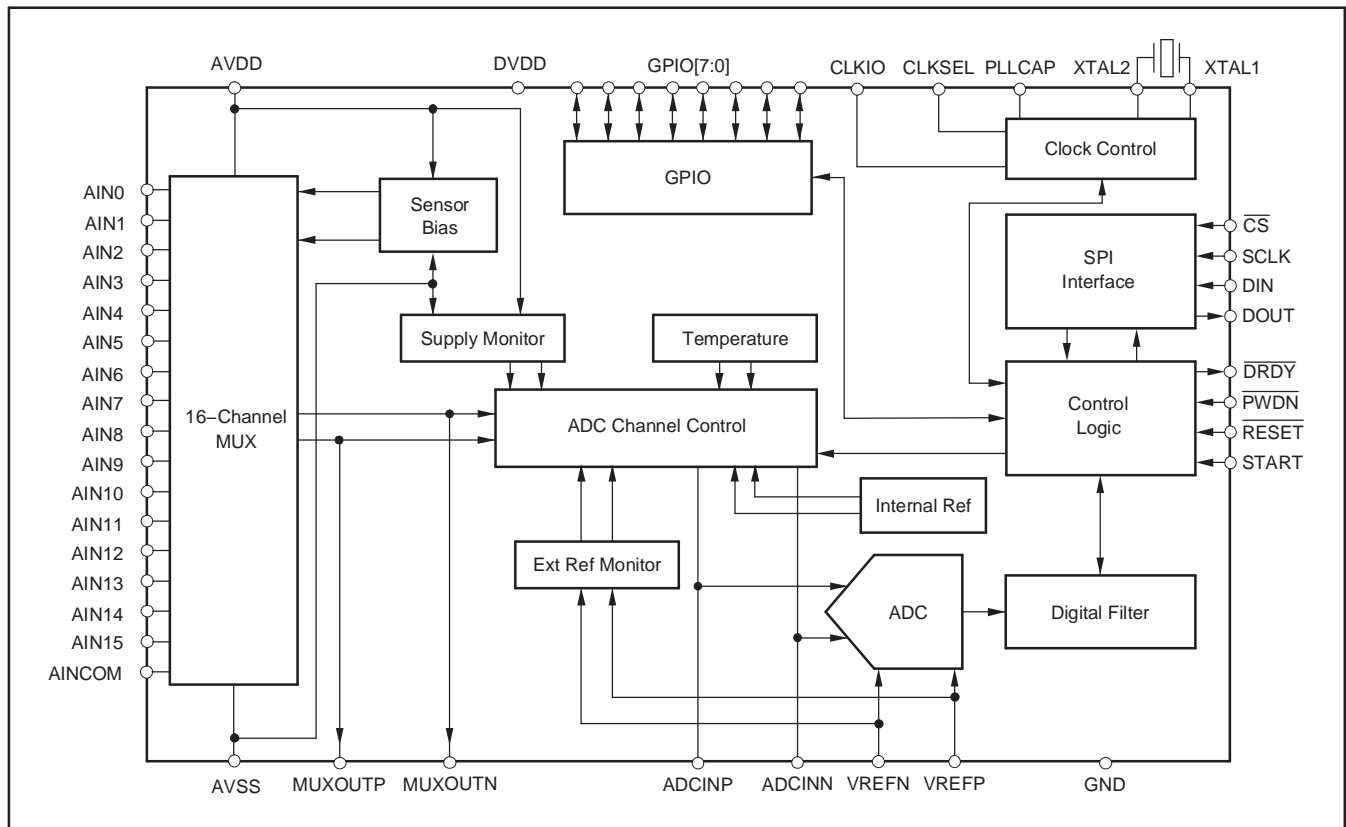 AVDD
DVDD
GPIO[7:0]
CLKIO
CLKSEL
PLLCAP
XTAL2
XTAL1
Clock Control
GPIO
Sensor
Bias
AIN0
AIN1
AIN2
AIN3
AIN4
AIN5
AIN6
AIN7
AIN8
AIN9
AIN10
AIN11
AIN12
AIN13
AIN14
AIN15
AINCOM
16−Channel
MUX
SPI
Interface
CS
SCLK
DIN
DOUT
Supply Monitor
Temperature
ADC Channel Control
Control
Logic
DRDY
PWDN
RESET
START
Internal Ref
Ext Ref Monitor
ADC
Digital Filter
AVSS
MUXOUTP
MUXOUTN
ADCINP
ADCINN
VREFN
VREFP
GND